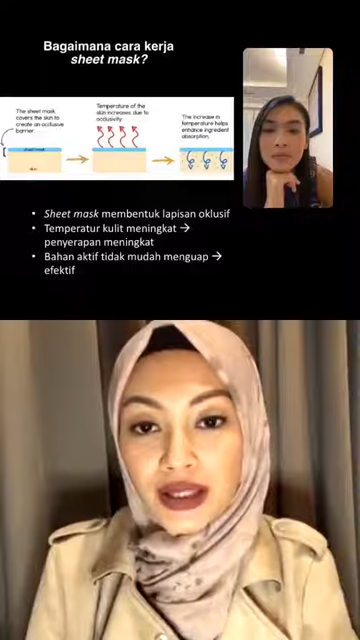 Bagaimana cara kerja
sheet mask?
The sheet mask
covers the skin to
create an occlusive
barrier.
Temperature of the
skin increases due to
occlusivity.
The increase in
temperature helps
enhance ingredient
absorption.
• Sheet mask membentuk lapisan oklusif
• Temperatur kulit meningkat →
penyerapan meningkat
• Bahan aktif tidak mudah menguap →
efektif